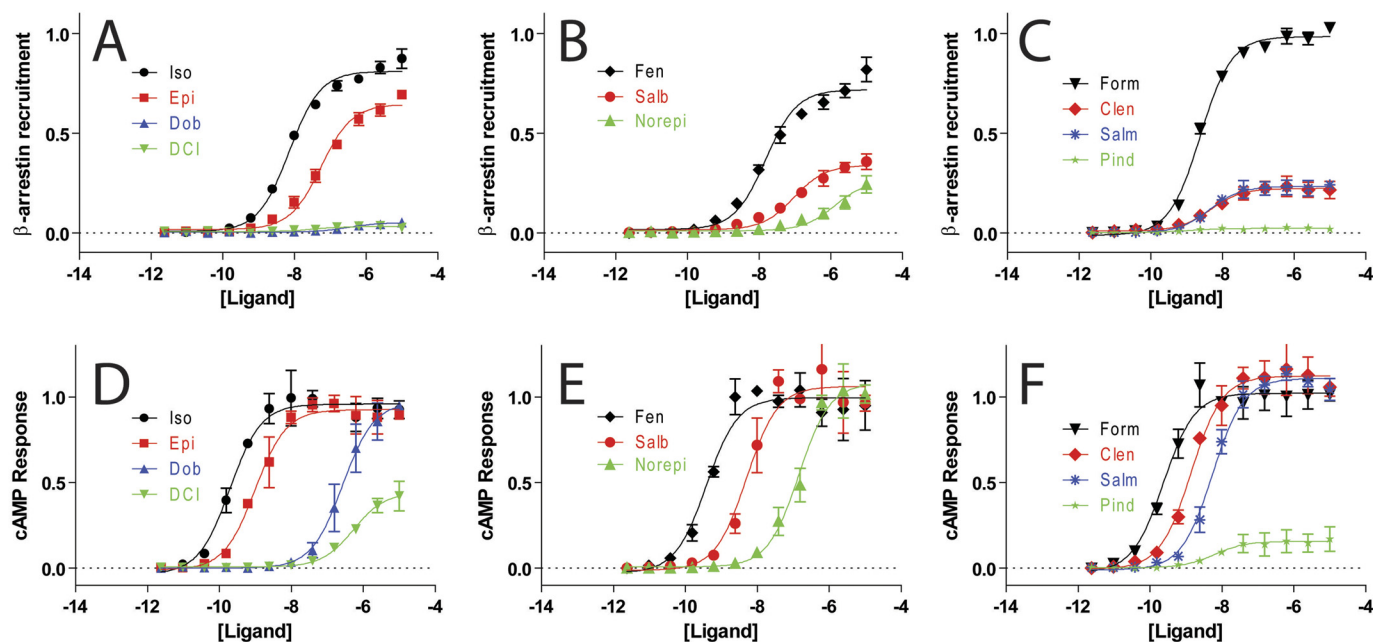 A
β-arrestin recruitment
1.0
0.5
0.0
Iso
Epi
Dob
DCI
-14 -12 -10 -8 -6 -4
[Ligand]
B
β-arrestin recruitment
1.0
0.5
0.0
Fen
Salb
Norepi
-14 -12 -10 -8 -6 -4
[Ligand]
C
β-arrestin recruitment
1.0
0.5
0.0
Form
Clen
Salm
Pind
-14 -12 -10 -8 -6 -4
[Ligand]
D
cAMP Response
1.0
0.5
0.0
Iso
Epi
Dob
DCI
-14 -12 -10 -8 -6 -4
[Ligand]
E
cAMP Response
1.0
0.5
0.0
Fen
Salb
Norepi
-14 -12 -10 -8 -6 -4
[Ligand]
F
cAMP Response
1.0
0.5
0.0
Form
Clen
Salm
Pind
-14 -12 -10 -8 -6 -4
[Ligand]